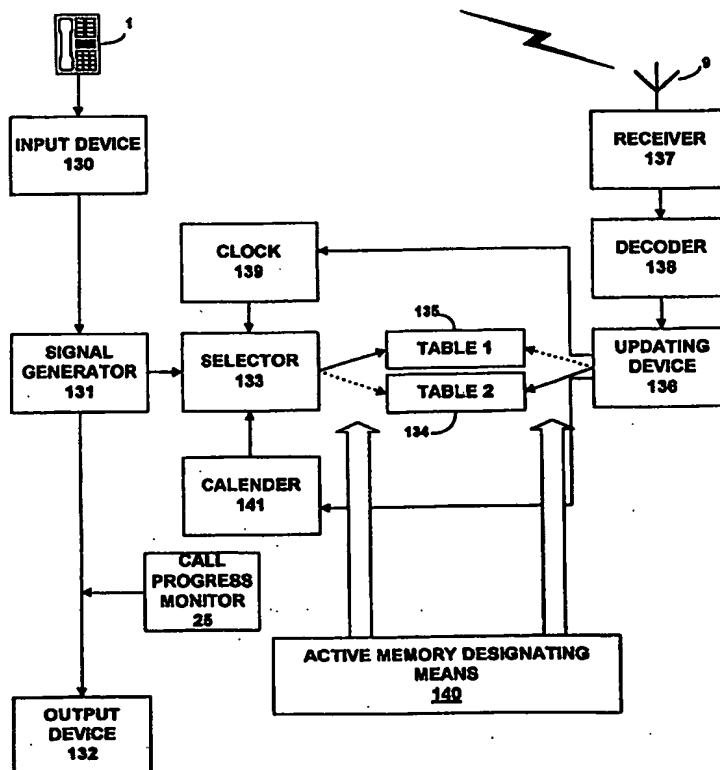 1
9
INPUT DEVICE
130
RECEIVER
137
CLOCK
139
DECODER
138
135
TABLE 1
SIGNAL
GENERATOR
131
SELECTOR
133
UPDATING
DEVICE
136
TABLE 2
134
CALENDER
141
CALL
PROGRESS
MONITOR
25
ACTIVE MEMORY DESIGNATING
MEANS
140
OUTPUT
DEVICE
132